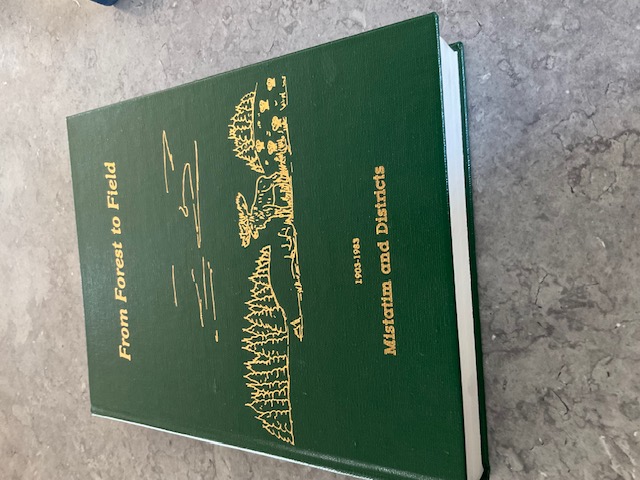 From Forest to Field
1903-1983
Mistatim and Districts